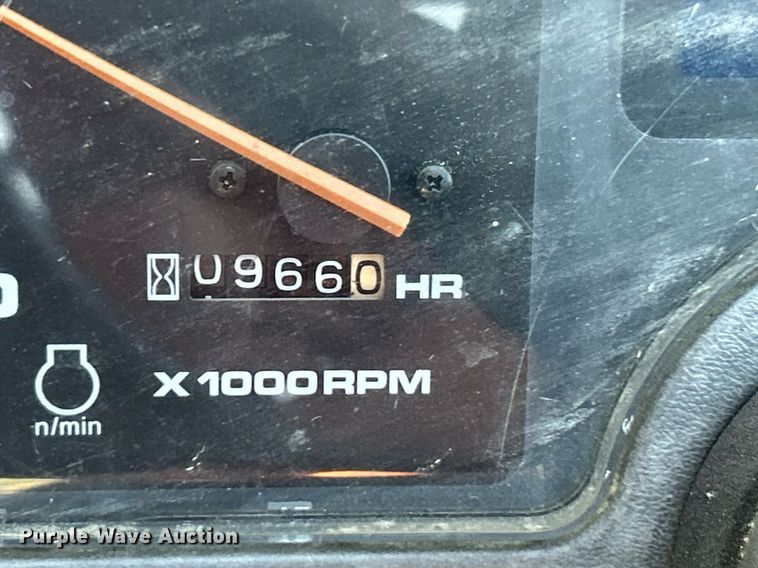 09660 HR
X1000RPM
n/min
Purple Wave Auction